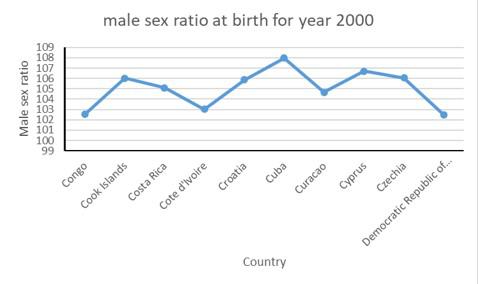 male sex ratio at birth for year 2000
Male sex ratio
109
108
107
106
105
104
103
102
101
100
99
Congo
Cook Islands
Costa Rica
Cote d'Ivoire
Croatia
Cuba
Curacao
Cyprus
Czechia
Democratic Republic of...
Country